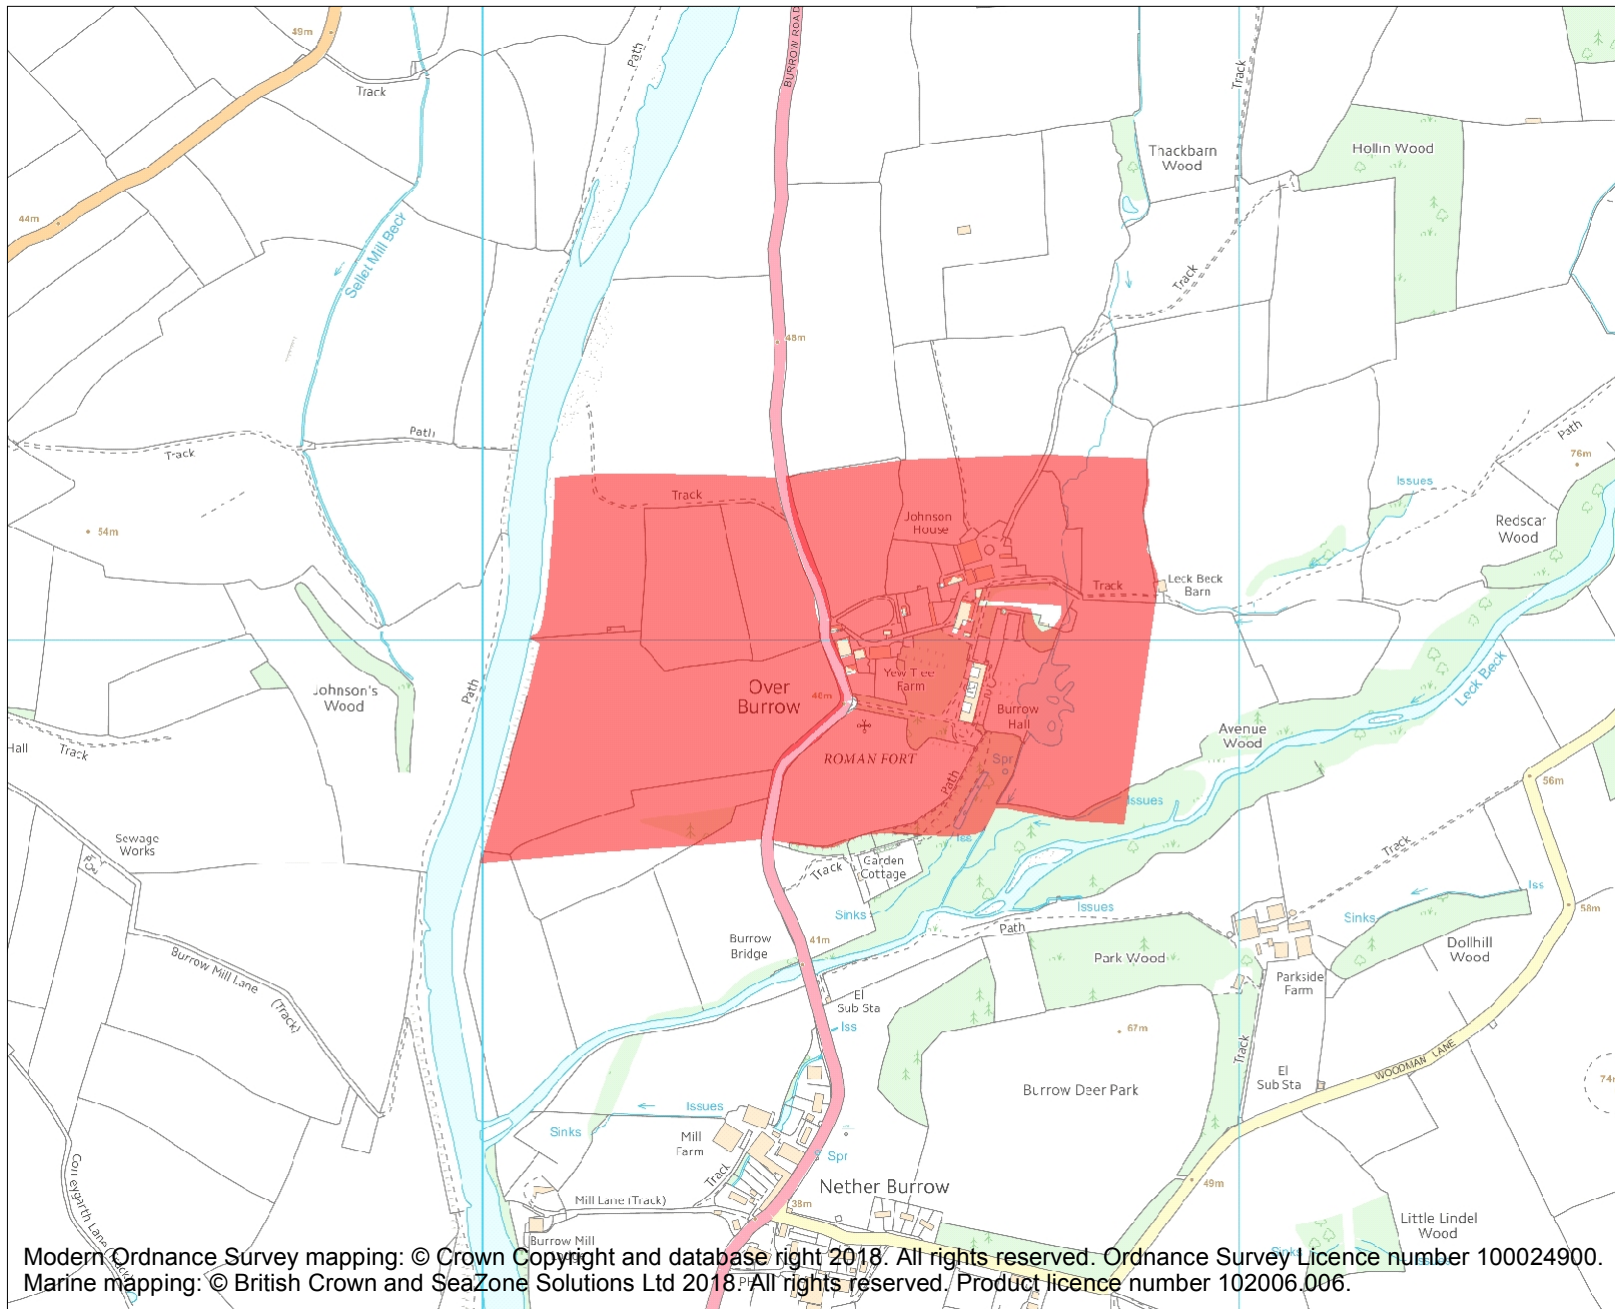 49m
Path
BURROW ROAD
Track
Track
44m
Sellet Mill Beck
Thackbarn
Wood
Hollin Wood
Track
48m
Path
Track
Path
76m
Issues
Track
Redscar
Wood
54m
Johnson
House
Track
Leck Beck
Barn
Path
Johnson's
Wood
Hall
Track
Over
Burrow
46m
Yew Tree
Farm
Burrow
Hall
ROMAN FORT
Spr
Path
Leck Beck
Avenue
Wood
Issues
56m
Sewage
Works
Iss
Track
Garden
Cottage
Track
Iss
58m
Sinks
Issues
Sinks
Burrow
Bridge
41m
Path
Park Wood
Dollhill
Wood
Burrow Mill Lane
(Track)
El
Sub Sta
Parkside
Farm
Iss
67m
Track
WOODMAN LANE
El
Sub Sta
Burrow Deer Park
Issues
Sinks
Mill
Farm
Spr
Track
Nether Burrow
49m
Mill Lane (Track)
38m
Burrow Mill
Little Lindel
Wood
Sinks
Issues
PH
Modern Ordnance Survey mapping: © Crown Copyright and database right 2018. All rights reserved. Ordnance Survey Licence number 100024900.
Marine mapping: © British Crown and SeaZone Solutions Ltd 2018. All rights reserved. Product licence number 102006.006.